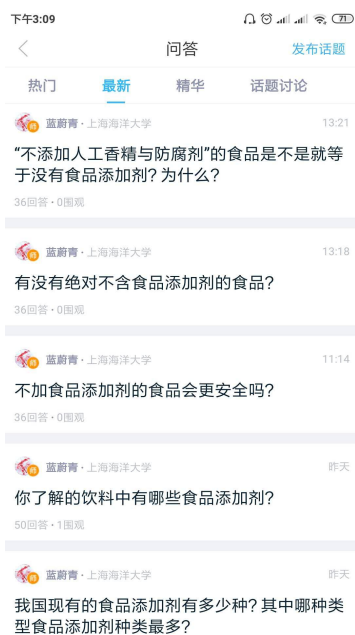 下午3:09
71
问答
发布话题
热门
最新
精华
话题讨论
师
蓝蔚青 · 上海海洋大学
13:21
“不添加人工香精与防腐剂”的食品是不是就等
于没有食品添加剂？为什么？
36回答 · 0围观
师
蓝蔚青 · 上海海洋大学
13:18
有没有绝对不含食品添加剂的食品？
36回答 · 0围观
师
蓝蔚青 · 上海海洋大学
11:14
不加食品添加剂的食品会更安全吗？
36回答 · 0围观
师
蓝蔚青 · 上海海洋大学
昨天
你了解的饮料中有哪些食品添加剂？
50回答 · 1围观
师
蓝蔚青 · 上海海洋大学
昨天
我国现有的食品添加剂有多少种？其中哪种类
型食品添加剂种类最多？